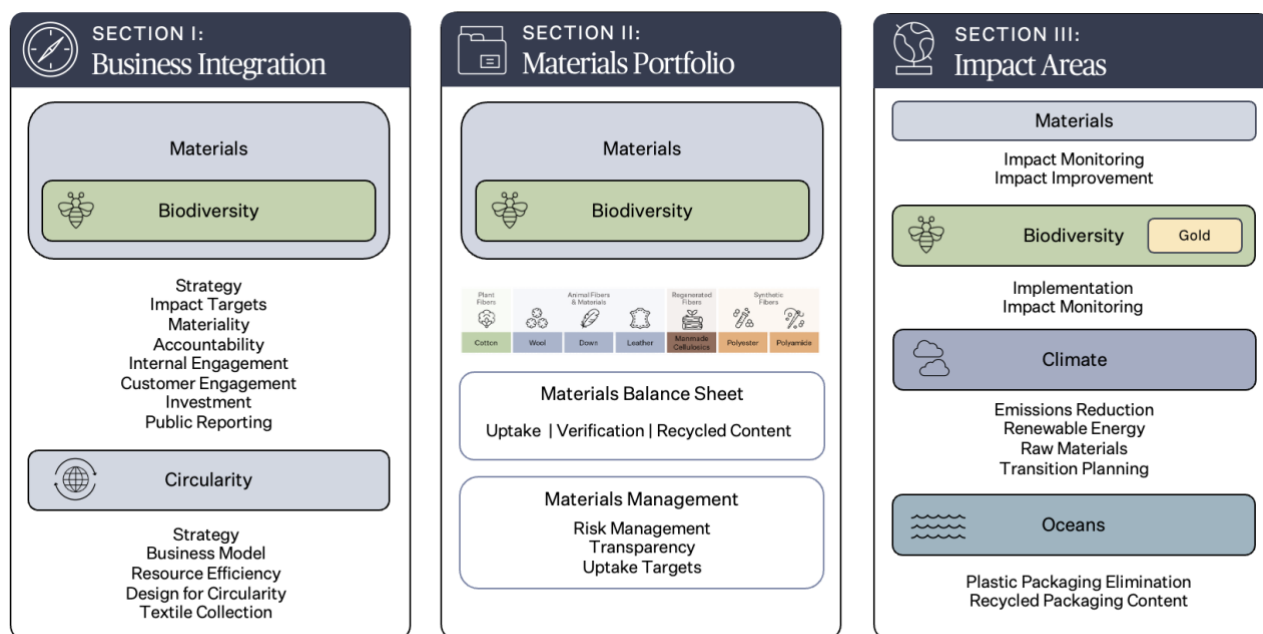 SECTION I:
Business Integration
Materials
Biodiversity
Strategy
Impact Targets
Materiality
Accountability
Internal Engagement
Customer Engagement
Investment
Public Reporting
Circularity
Strategy
Business Model
Resource Efficiency
Design for Circularity
Textile Collection
SECTION II:
Materials Portfolio
Materials
Biodiversity
Plant
Fibers
Animal Fibers
& Materials
Regenerated
Fibers
Synthetic
Fibers
Cotton
Wool
Down
Leather
Manmade
Cellulosics
Polyester
Polyamide
Materials Balance Sheet
Uptake | Verification | Recycled Content
Materials Management
Risk Management
Transparency
Uptake Targets
SECTION III:
Impact Areas
Materials
Impact Monitoring
Impact Improvement
Biodiversity
Gold
Implementation
Impact Monitoring
Climate
Emissions Reduction
Renewable Energy
Raw Materials
Transition Planning
Oceans
Plastic Packaging Elimination
Recycled Packaging Content